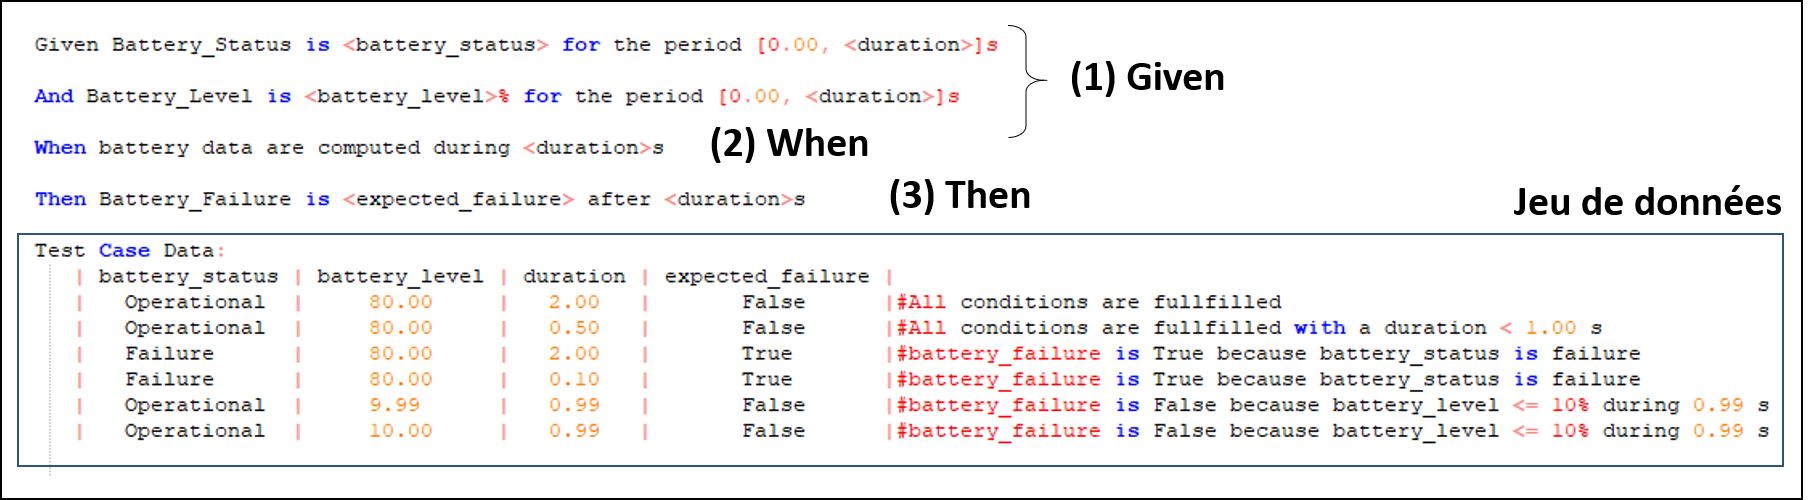 Given Battery_Status is <battery_status> for the period [0.00, <duration>]s
(1) Given
And Battery_Level is <battery_level>% for the period [0.00, <duration>]s
When battery data are computed during <duration>s
(2) When
Then Battery_Failure is <expected_failure> after <duration>s
(3) Then
Jeu de données
Test Case Data:
| battery_status | battery_level | duration | expected_failure |
| Operational | 80.00 | 2.00 | False |#All conditions are fullfilled
| Operational | 80.00 | 0.50 | False |#All conditions are fullfilled with a duration < 1.00 s
| Failure | 80.00 | 2.00 | True |#battery_failure is True because battery_status is failure
| Failure | 80.00 | 0.10 | True |#battery_failure is True because battery_status is failure
| Operational | 9.99 | 0.99 | False |#battery_failure is False because battery_level <= 10% during 0.99 s
| Operational | 10.00 | 0.99 | False |#battery_failure is False because battery_level <= 10% during 0.99 s